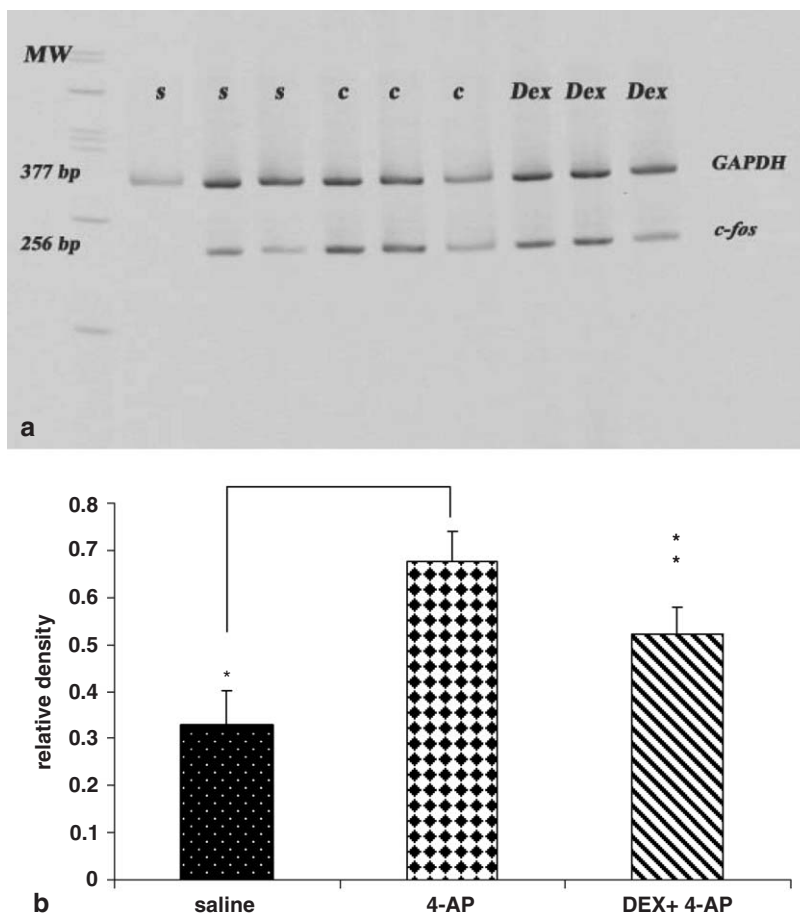 MW
s s s c c c Dex Dex Dex
377 bp GAPDH
256 bp c-fos
a
0.8
0.7
0.6
0.5
0.4
0.3
0.2
0.1
0
relative density
*
*
*
saline 4-AP DEX+ 4-AP
b